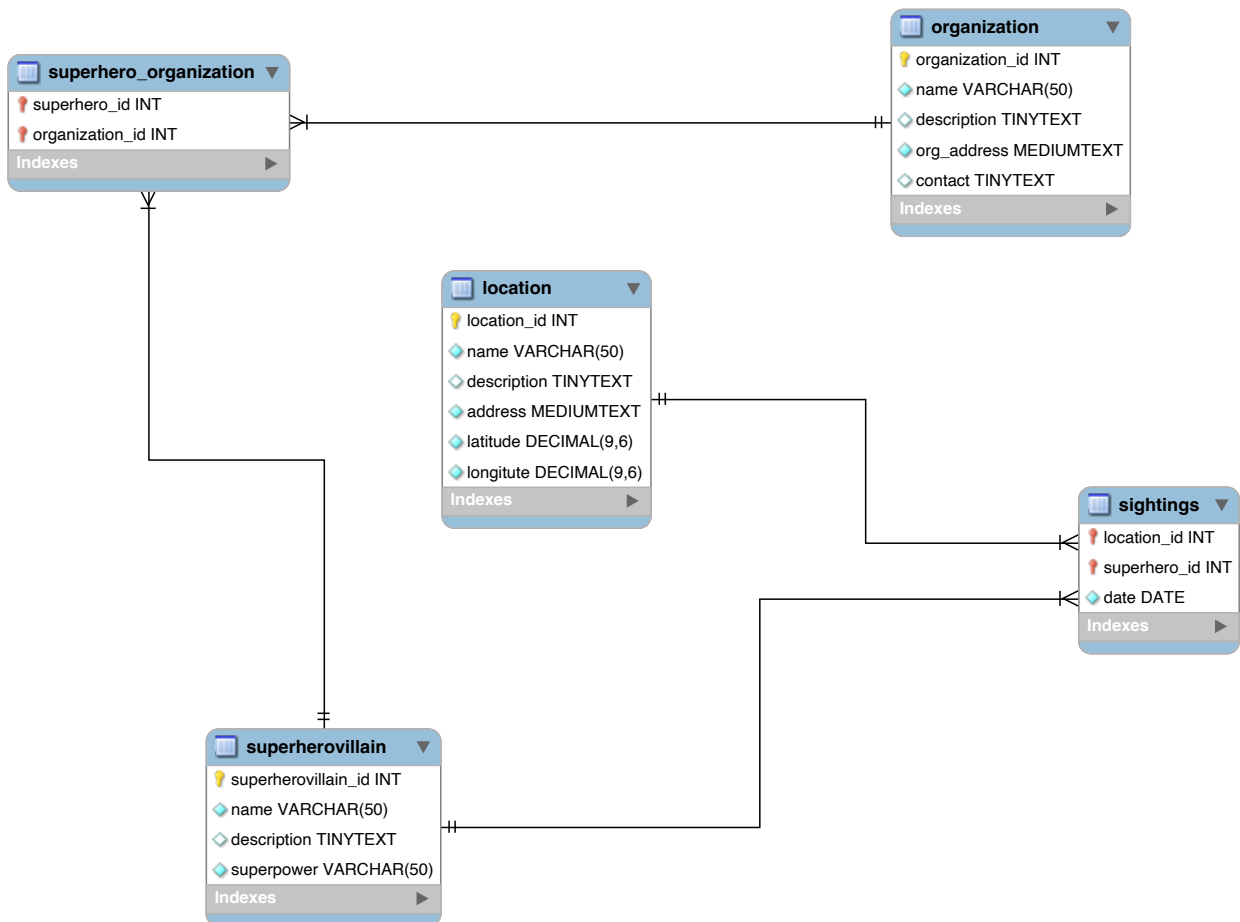 superhero_organization
superhero_id INT
organization_id INT
Indexes
organization
organization_id INT
name VARCHAR(50)
description TINYTEXT
org_address MEDIUMTEXT
contact TINYTEXT
Indexes
location
location_id INT
name VARCHAR(50)
description TINYTEXT
address MEDIUMTEXT
latitude DECIMAL(9,6)
longitute DECIMAL(9,6)
Indexes
sightings
location_id INT
superhero_id INT
date DATE
Indexes
superherovillain
superherovillain_id INT
name VARCHAR(50)
description TINYTEXT
superpower VARCHAR(50)
Indexes